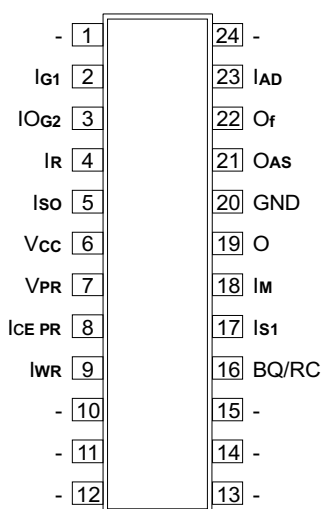 - 1 24 -
IG1 2 23 IAD
IOG2 3 22 Of
IR 4 21 OAS
ISO 5 20 GND
VCC 6 19 O
VPR 7 18 IM
ICE PR 8 17 IS1
IWR 9 16 BQ/RC
- 10 15 -
- 11 14 -
- 12 13 -